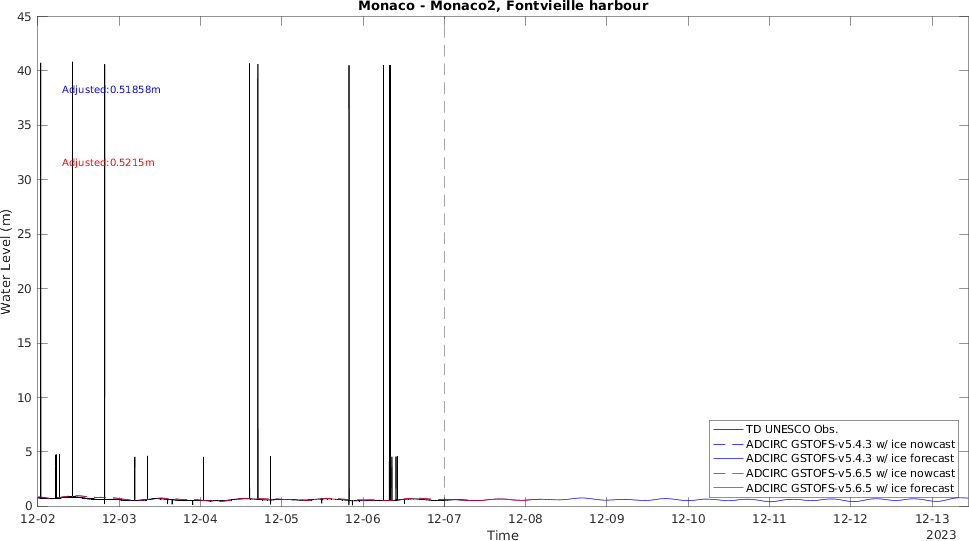 Monaco - Monaco2, Fontvieille harbour
45
40
35
30
25
20
15
10
5
0
Water Level (m)
Adjusted:0.51858m
Adjusted:0.5215m
TD UNESCO Obs.
ADCIRC GSTOFS-v5.4.3 w/ ice nowcast
ADCIRC GSTOFS-v5.4.3 w/ ice forecast
ADCIRC GSTOFS-v5.6.5 w/ ice nowcast
ADCIRC GSTOFS-v5.6.5 w/ ice forecast
12-02 12-03 12-04 12-05 12-06 12-07 12-08 12-09 12-10 12-11 12-12 12-13
Time
2023